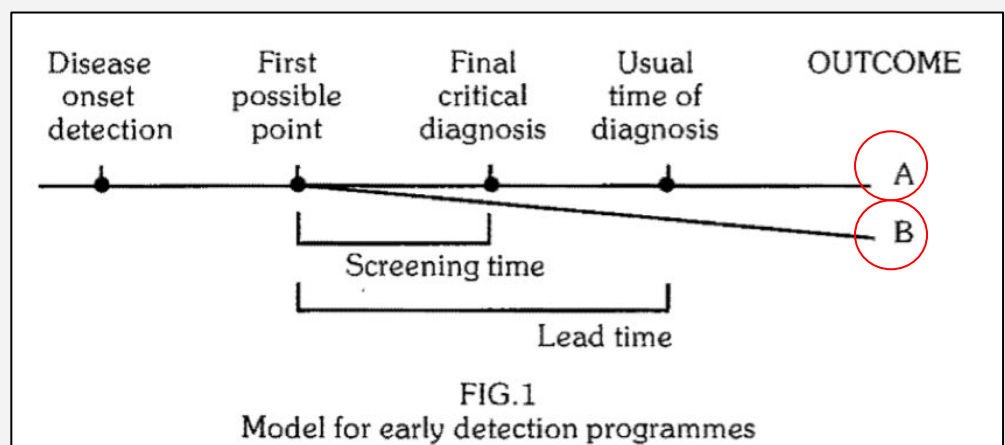 Disease
onset
detection
First
possible
point
Final
critical
diagnosis
Usual
time of
diagnosis
OUTCOME
A
B
Screening time
Lead time
FIG.1
Model for early detection programmes